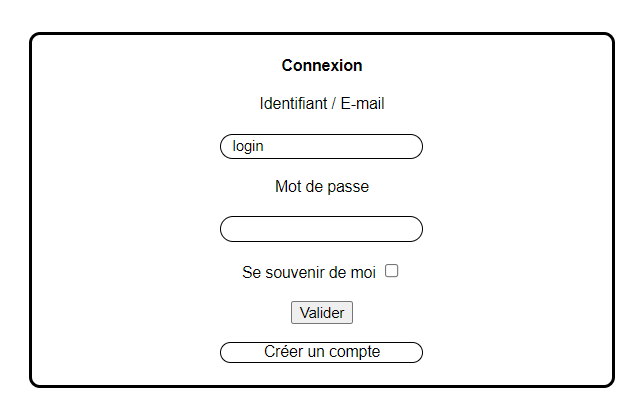 Connexion
Identifiant / E-mail
login
Mot de passe
Se souvenir de moi
Valider
Créer un compte